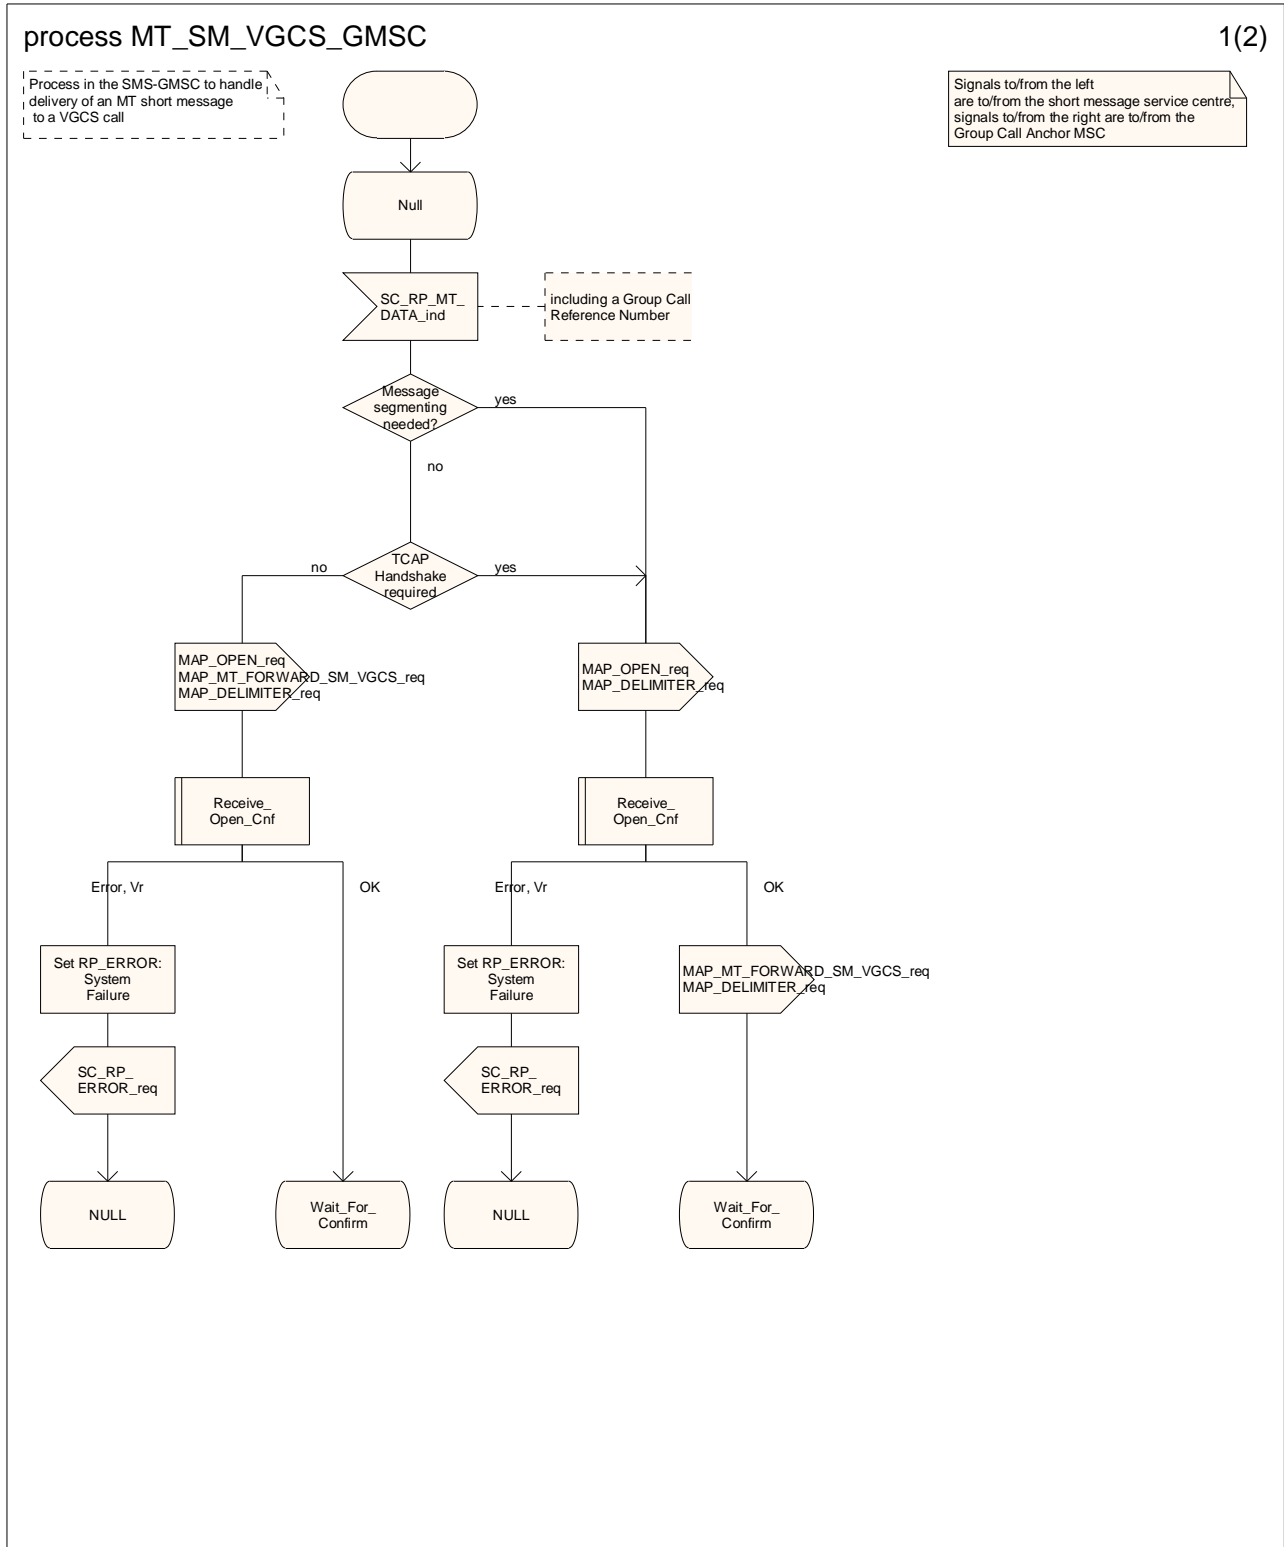 process MT_SM_VGCS_GMSC
1(2)
Process in the SMS-GMSC to handle
delivery of an MT short message
to a VGCS call
Signals to/from the left
are to/from the short message service centre,
signals to/from the right are to/from the
Group Call Anchor MSC
Null
SC_RP_MT_
DATA_ind
including a Group Call
Reference Number
Message
segmenting
needed?
yes
no
TCAP
Handshake
required
no
yes
MAP_OPEN_req
MAP_MT_FORWARD_SM_VGCS_req
MAP_DELIMITER_req
MAP_OPEN_req
MAP_DELIMITER_req
Receive_
Open_Cnf
Receive_
Open_Cnf
Error, Vr
OK
Error, Vr
OK
Set RP_ERROR:
System
Failure
Set RP_ERROR:
System
Failure
MAP_MT_FORWARD_SM_VGCS_req
MAP_DELIMITER_req
SC_RP_
ERROR_req
SC_RP_
ERROR_req
NULL
Wait_For_
Confirm
NULL
Wait_For_
Confirm